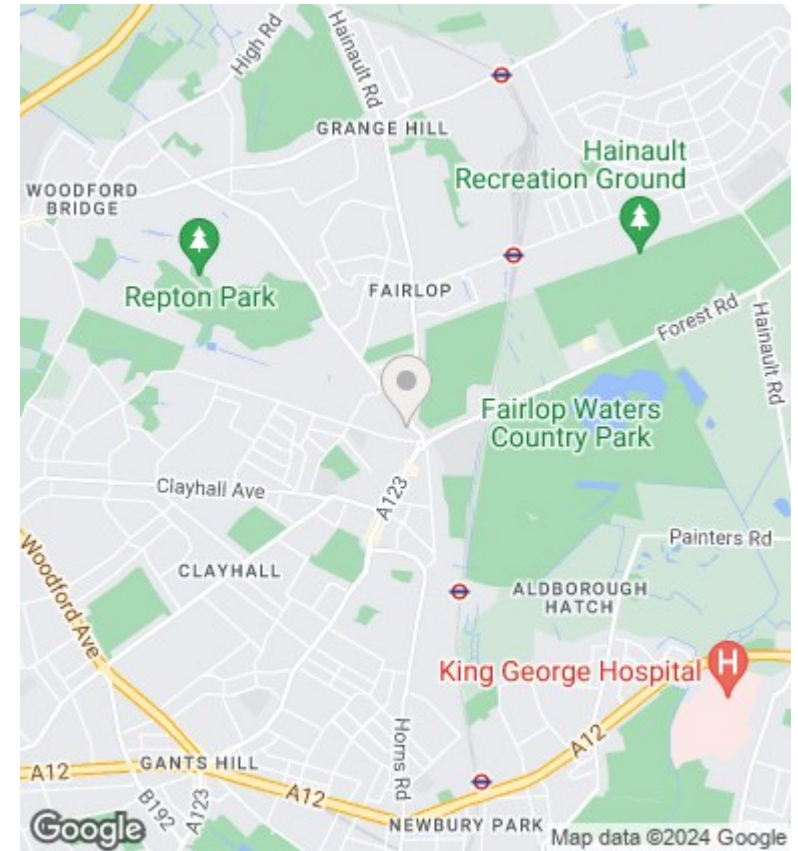 High Rd
Hainault Rd
GRANGE HILL
Hainault
Recreation Ground
WOODFORD
BRIDGE
Repton Park
FAIRLOP
Forest Rd
Hainault Rd
Fairlop Waters
Country Park
Clayhall Ave
A123
Painters Rd
CLAYHALL
ALDBOROUGH
HATCH
Woodford Ave
King George Hospital
H
Horns Rd
A12
GANTS HILL
A12
A12
B192
A123
NEWBURY PARK
Google
Map data ©2024 Google